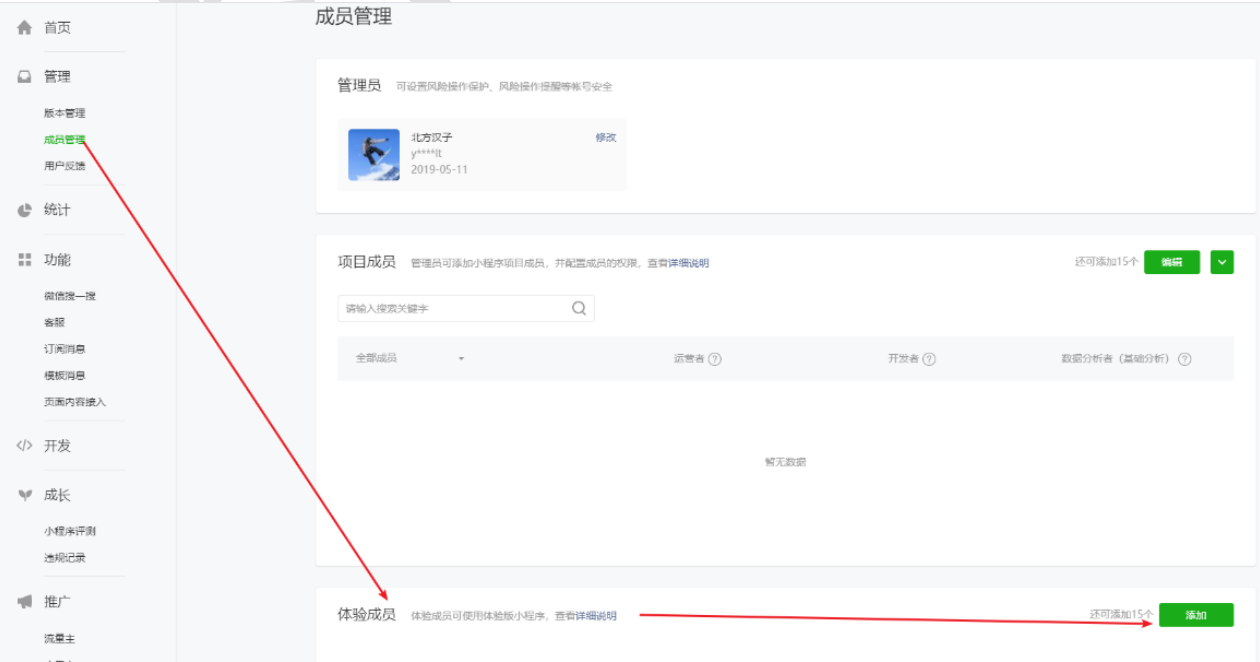 成员管理
首页
管理
版本管理
成员管理
用户反馈
统计
功能
微信搜一搜
客服
订阅消息
模板消息
页面内容接入
开发
成长
小程序评测
违规记录
推广
流量主
管理员 可设置风险操作保护、风险操作提醒等帐号安全
北方汉子 修改
y****lt
2019-05-11
项目成员 管理员可添加小程序项目成员，并配置成员的权限，查看详细说明 还可添加15个 编辑
请输入搜索关键字
全部成员 运营者 ? 开发者 ? 数据分析者（基础分析） ?
暂无数据
体验成员 体验成员可使用体验版小程序，查看详细说明 还可添加15个 添加